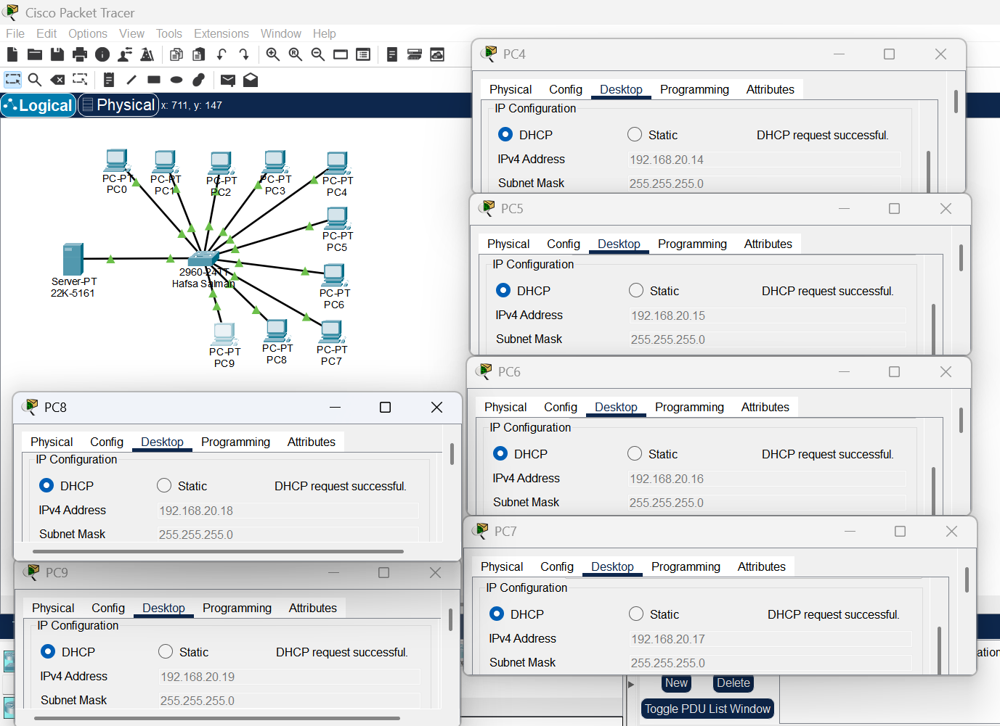 Cisco Packet Tracer
File Edit Options View Tools Extensions Window Help
Logical Physical x: 711, y: 147
PC-PT
PC0
PC-PT
PC1
PC-PT
PC2
PC-PT
PC3
PC-PT
PC4
PC-PT
PC5
Server-PT
22K-5161
2960-24TT
Hafsa Salman
PC-PT
PC6
PC-PT
PC9
PC-PT
PC8
PC-PT
PC7
PC4
Physical Config Desktop Programming Attributes
IP Configuration
DHCP Static DHCP request successful.
IPv4 Address 192.168.20.14
Subnet Mask 255.255.255.0
PC5
Physical Config Desktop Programming Attributes
IP Configuration
DHCP Static DHCP request successful.
IPv4 Address 192.168.20.15
Subnet Mask 255.255.255.0
PC6
Physical Config Desktop Programming Attributes
IP Configuration
DHCP Static DHCP request successful.
IPv4 Address 192.168.20.16
Subnet Mask 255.255.255.0
PC7
Physical Config Desktop Programming Attributes
IP Configuration
DHCP Static DHCP request successful.
IPv4 Address 192.168.20.17
Subnet Mask 255.255.255.0
PC8
Physical Config Desktop Programming Attributes
IP Configuration
DHCP Static DHCP request successful.
IPv4 Address 192.168.20.18
Subnet Mask 255.255.255.0
PC9
Physical Config Desktop Programming Attributes
IP Configuration
DHCP Static DHCP request successful.
IPv4 Address 192.168.20.19
Subnet Mask 255.255.255.0
New Delete
Toggle PDU List Window